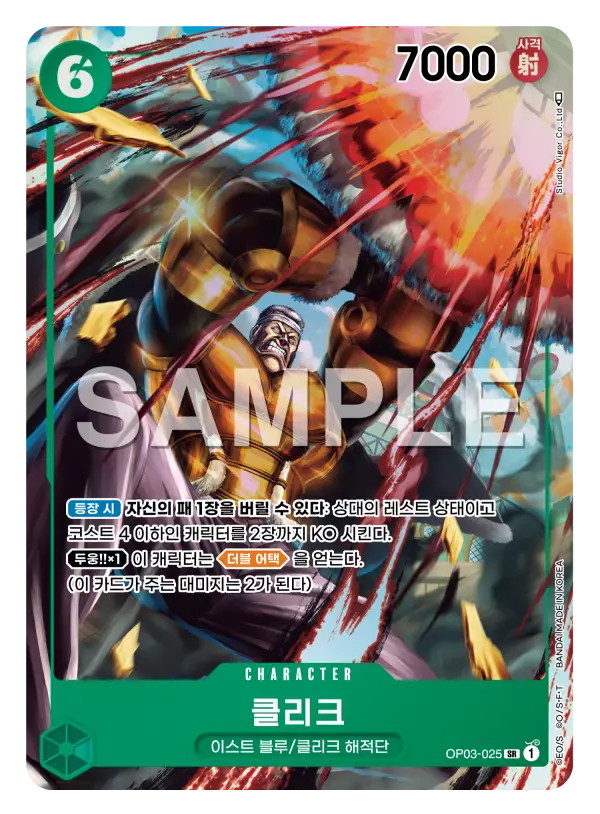 6
7000
사격
射
Studio Vigor Co.,Ltd
SAMPLE
등장 시 자신의 패 1장을 버릴 수 있다: 상대의 레스트 상태이고
코스트 4 이하인 캐릭터를 2장까지 KO 시킨다.
두웅!!×1 이 캐릭터는 더블 어택 을 얻는다.
(이 카드가 주는 대미지는 2가 된다)
©EO/S ©O/S·F·T BANDAI MADE IN KOREA
CHARACTER
클리크
이스트 블루/클리크 해적단
OP03-025 SR 1